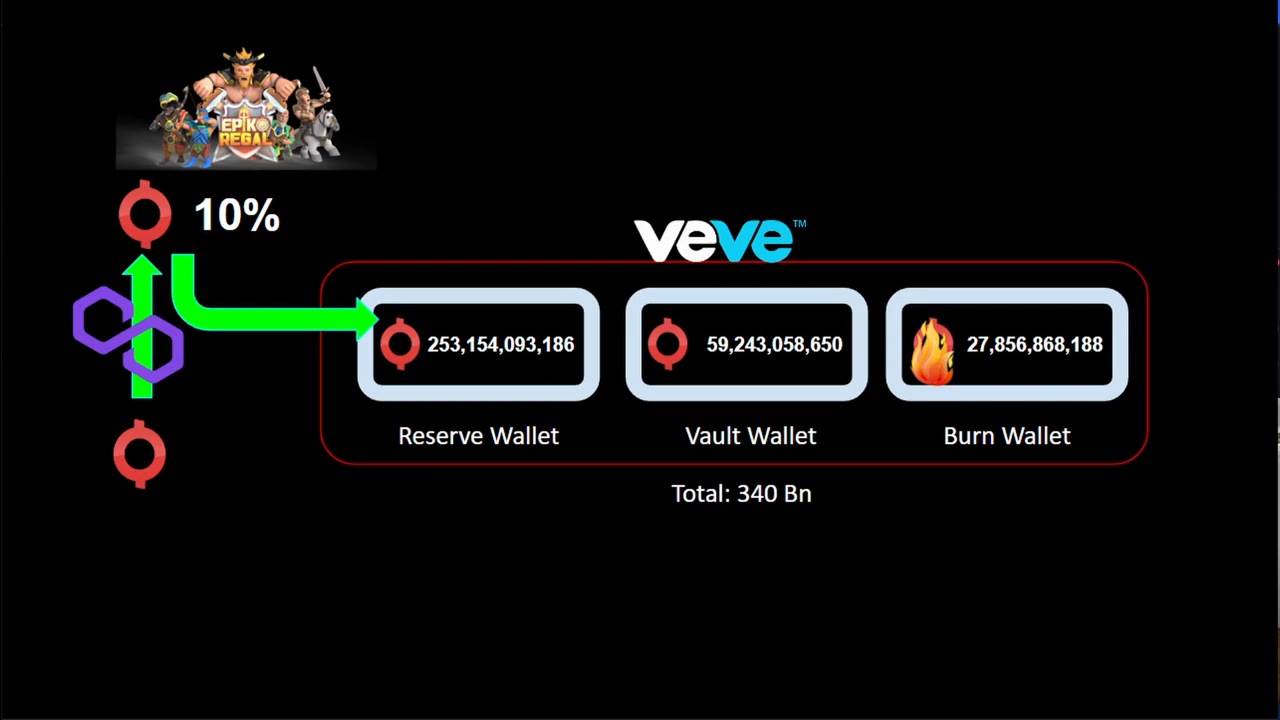 EPIKO
REGAL
10%
veve™
253,154,093,186
59,243,058,650
27,856,868,188
Reserve Wallet
Vault Wallet
Burn Wallet
Total: 340 Bn